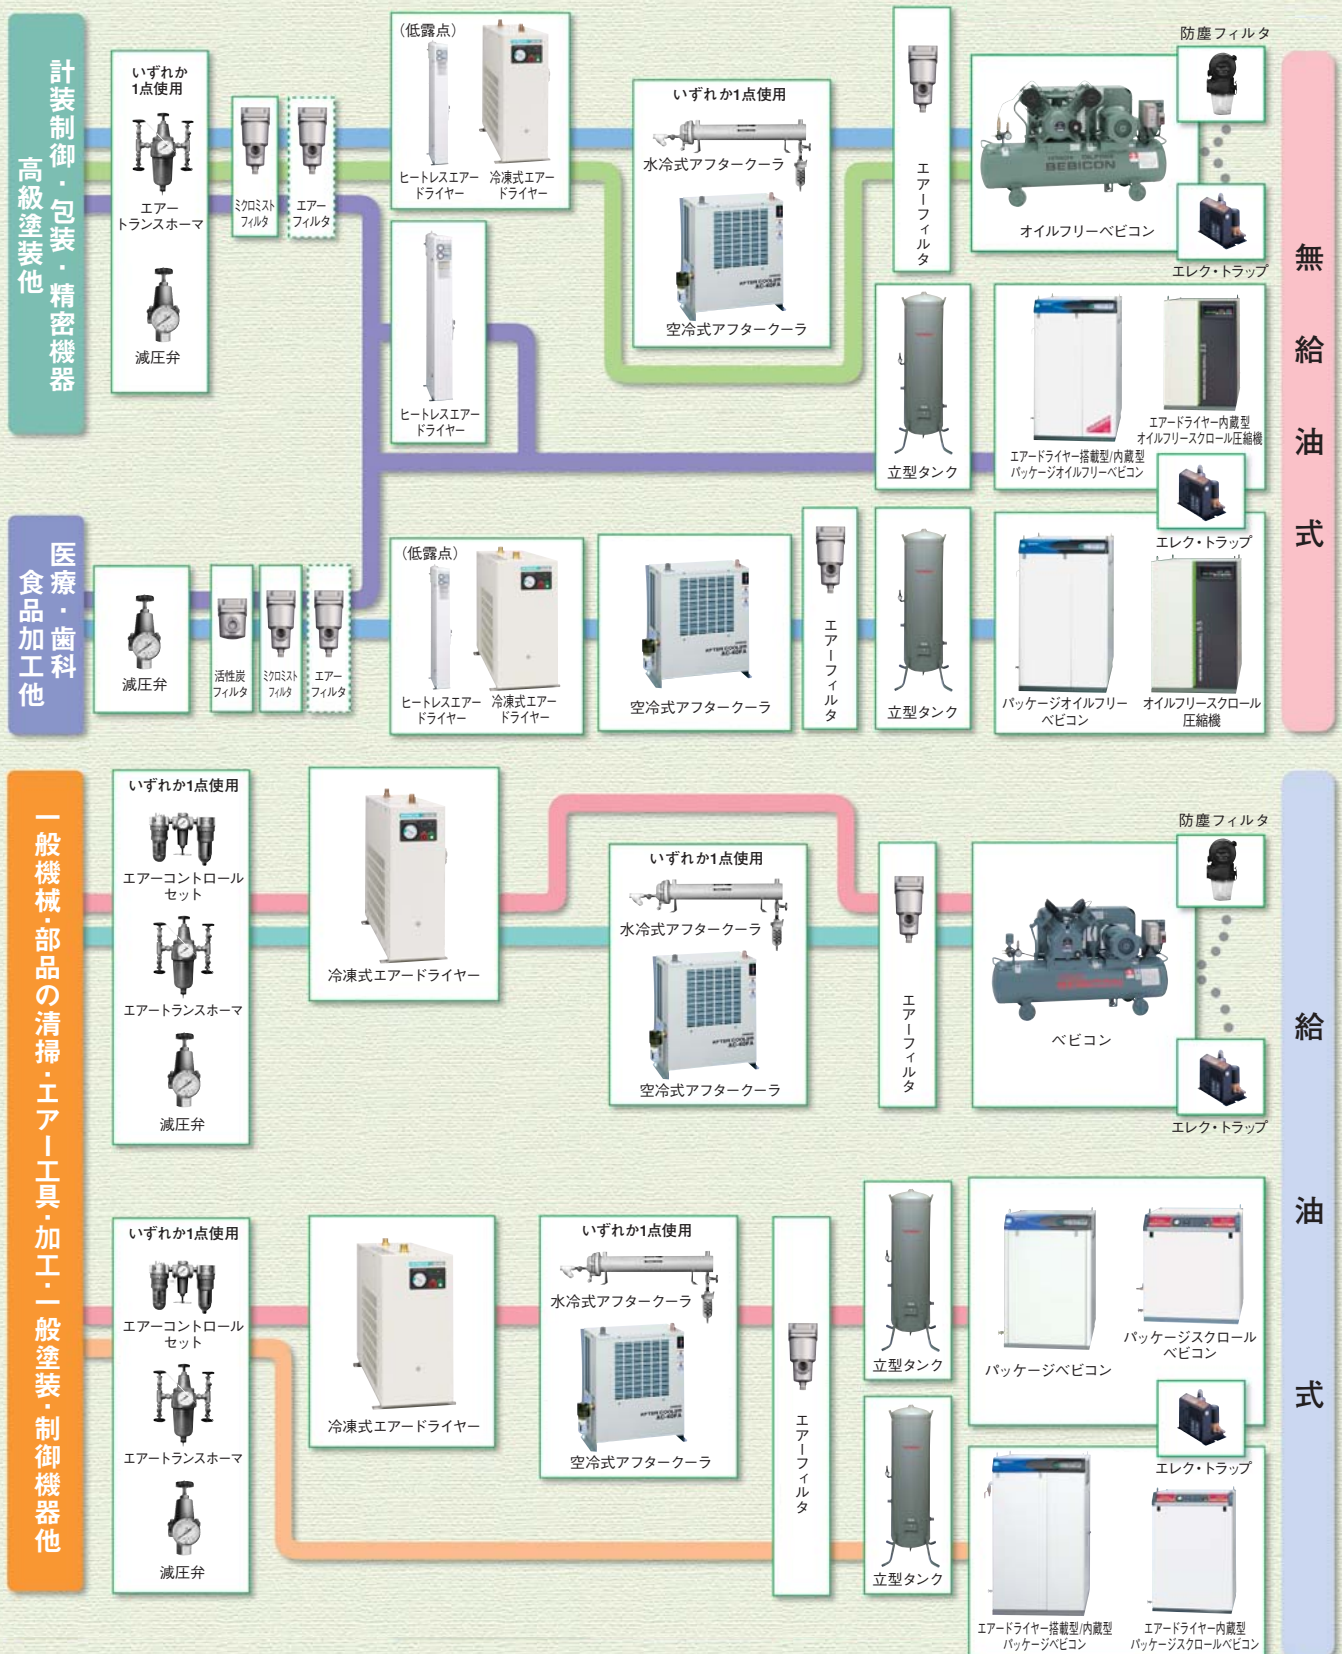 計装制御・包装・精密機器
高級塗装他
いずれか
1点使用
エアー
トランスホーマ
減圧弁
ミクロミスト
フィルタ
エアー
フィルタ
（低露点）
ヒートレスエアー
ドライヤー
冷凍式エアー
ドライヤー
ヒートレスエアー
ドライヤー
いずれか1点使用
水冷式アフタークーラ
AFTER COOLER
AC-40FA
空冷式アフタークーラ
エアーフィルタ
BEBICON
オイルフリーベビコン
防塵フィルタ
エレク・トラップ
立型タンク
エアードライヤー搭載型/内蔵型
パッケージオイルフリーベビコン
エアードライヤー内蔵型
オイルフリースクロール圧縮機
エレク・トラップ
無給油式
医療・歯科
食品加工他
減圧弁
活性炭
フィルタ
ミクロミスト
フィルタ
エアー
フィルタ
（低露点）
ヒートレスエアー
ドライヤー
冷凍式エアー
ドライヤー
AFTER COOLER
AC-40FA
空冷式アフタークーラ
エアーフィルタ
立型タンク
パッケージオイルフリー
ベビコン
オイルフリースクロール
圧縮機
一般機械・部品の清掃・エアー工具・加工・一般塗装・制御機器他
いずれか1点使用
エアーコントロール
セット
エアートランスホーマ
減圧弁
冷凍式エアードライヤー
いずれか1点使用
水冷式アフタークーラ
AFTER COOLER
AC-40FA
空冷式アフタークーラ
エアーフィルタ
ベビコン
防塵フィルタ
エレク・トラップ
給油式
いずれか1点使用
エアーコントロール
セット
エアートランスホーマ
減圧弁
冷凍式エアードライヤー
いずれか1点使用
水冷式アフタークーラ
AFTER COOLER
AC-40FA
空冷式アフタークーラ
エアーフィルタ
立型タンク
パッケージベビコン
パッケージスクロール
ベビコン
エレク・トラップ
立型タンク
エアードライヤー搭載型/内蔵型
パッケージベビコン
エアードライヤー内蔵型
パッケージスクロールベビコン